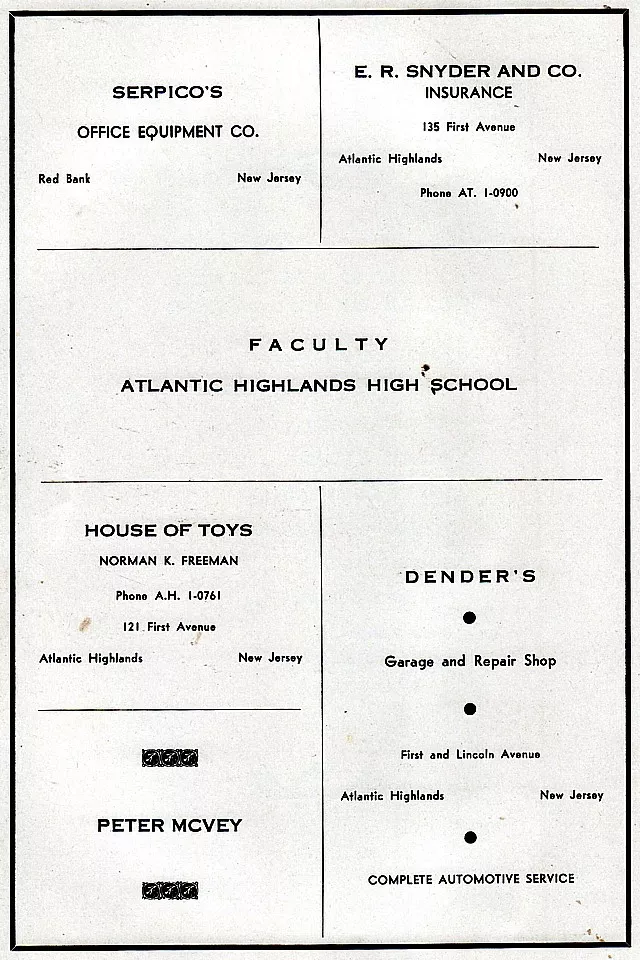 SERPICO'S
OFFICE EQUIPMENT CO.
Red Bank New Jersey
E. R. SNYDER AND CO.
INSURANCE
135 First Avenue
Atlantic Highlands New Jersey
Phone AT. 1-0900
FACULTY
ATLANTIC HIGHLANDS HIGH SCHOOL
HOUSE OF TOYS
NORMAN K. FREEMAN
Phone A.H. 1-0761
121 First Avenue
Atlantic Highlands New Jersey
PETER MCVEY
DENDER'S
Garage and Repair Shop
First and Lincoln Avenue
Atlantic Highlands New Jersey
COMPLETE AUTOMOTIVE SERVICE